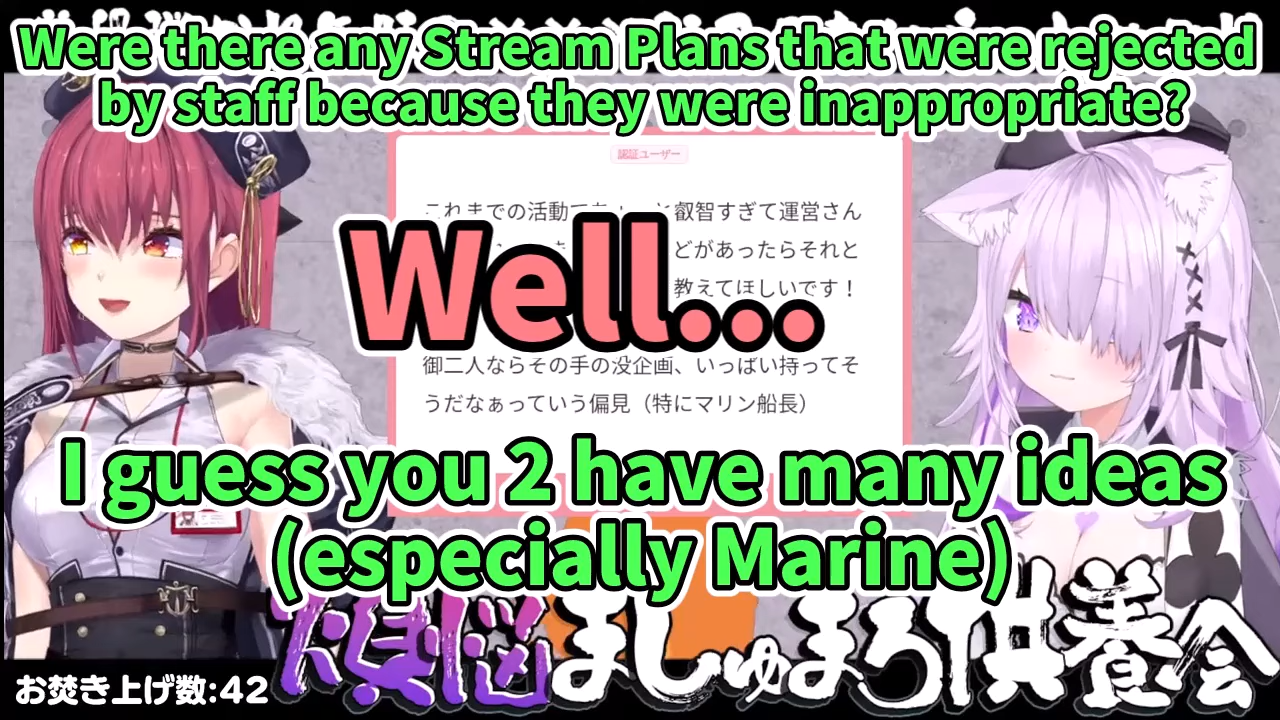 Were there any Stream Plans that were rejected
by staff because they were inappropriate?
認証ユーザー
これまでの活動で
と叡智すぎて運営さん
どがあったらそれと
教えてほしいです！
Well...
御二人ならその手の没企画、いっぱい持ってそ
うだなぁっていう偏見（特にマリン船長）
I guess you 2 have many ideas
(especially Marine)
煩悩ましゅまろ供養会
お焚き上げ数:42